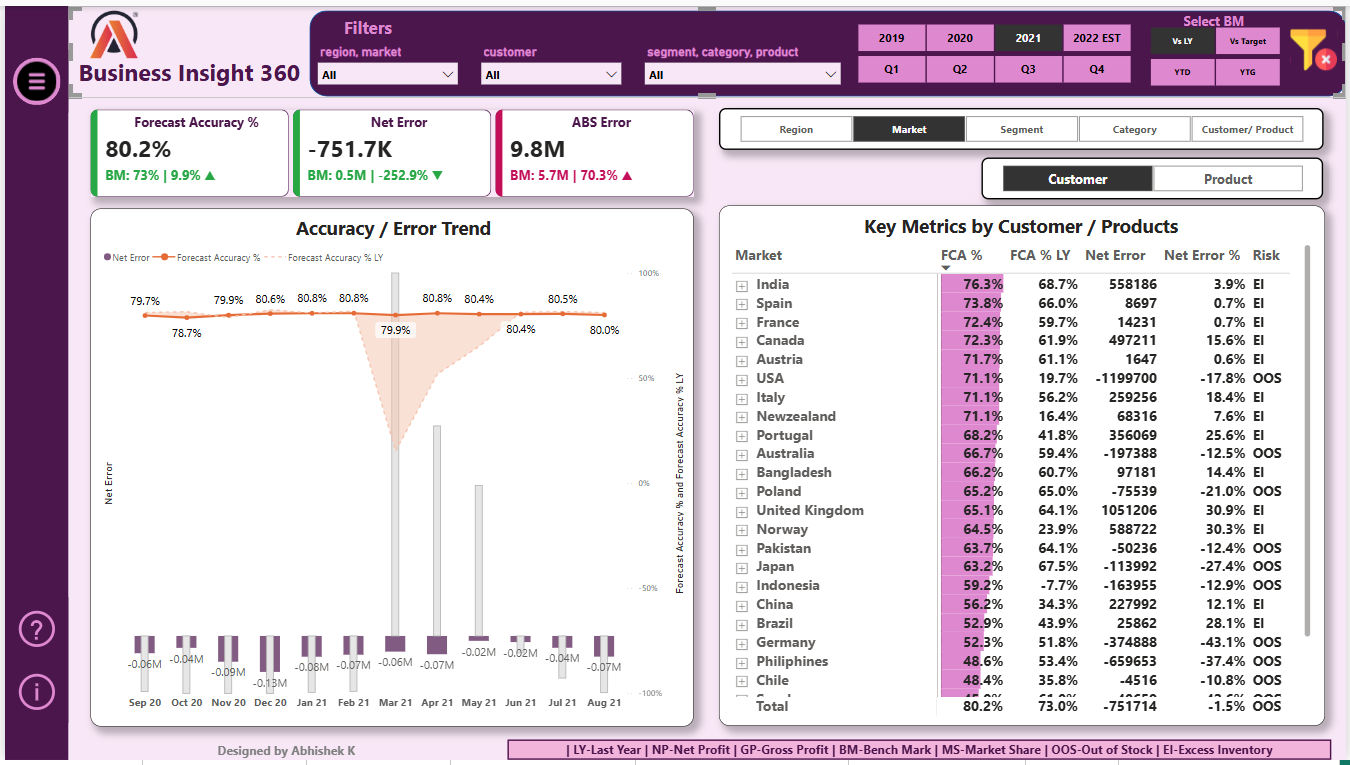 Business Insight 360
Filters
region, market
All
customer
All
segment, category, product
All
2019 2020 2021 2022 EST
Q1 Q2 Q3 Q4
Select BM
Vs LY Vs Target
YTD YTG
Forecast Accuracy %
80.2%
BM: 73% | 9.9% ▲
Net Error
-751.7K
BM: 0.5M | -252.9% ▼
ABS Error
9.8M
BM: 5.7M | 70.3% ▲
Region Market Segment Category Customer/ Product
Customer Product
Accuracy / Error Trend
Net Error Forecast Accuracy % Forecast Accuracy % LY
100%
79.7% 79.9% 80.6% 80.8% 80.8% 80.8% 80.4% 80.5%
78.7% 79.9% 80.4% 80.0%
50%
0%
-50%
-100%
Net Error
Forecast Accuracy % and Forecast Accuracy % LY
-0.06M -0.04M -0.09M -0.13M -0.08M -0.07M -0.06M -0.07M -0.02M -0.02M -0.04M -0.07M
Sep 20 Oct 20 Nov 20 Dec 20 Jan 21 Feb 21 Mar 21 Apr 21 May 21 Jun 21 Jul 21 Aug 21
Key Metrics by Customer / Products
Market FCA % FCA % LY Net Error Net Error % Risk
India 76.3% 68.7% 558186 3.9% EI
Spain 73.8% 66.0% 8697 0.7% EI
France 72.4% 59.7% 14231 0.7% EI
Canada 72.3% 61.9% 497211 15.6% EI
Austria 71.7% 61.1% 1647 0.6% EI
USA 71.1% 19.7% -1199700 -17.8% OOS
Italy 71.1% 56.2% 259256 18.4% EI
Newzealand 71.1% 16.4% 68316 7.6% EI
Portugal 68.2% 41.8% 356069 25.6% EI
Australia 66.7% 59.4% -197388 -12.5% OOS
Bangladesh 66.2% 60.7% 97181 14.4% EI
Poland 65.2% 65.0% -75539 -21.0% OOS
United Kingdom 65.1% 64.1% 1051206 30.9% EI
Norway 64.5% 23.9% 588722 30.3% EI
Pakistan 63.7% 64.1% -50236 -12.4% OOS
Japan 63.2% 67.5% -113992 -27.4% OOS
Indonesia 59.2% -7.7% -163955 -12.9% OOS
China 56.2% 34.3% 227992 12.1% EI
Brazil 52.9% 43.9% 25862 28.1% EI
Germany 52.3% 51.8% -374888 -43.1% OOS
Philiphines 48.6% 53.4% -659653 -37.4% OOS
Chile 48.4% 35.8% -4516 -10.8% OOS
Total 80.2% 73.0% -751714 -1.5% OOS
Designed by Abhishek K
| LY-Last Year | NP-Net Profit | GP-Gross Profit | BM-Bench Mark | MS-Market Share | OOS-Out of Stock | EI-Excess Inventory